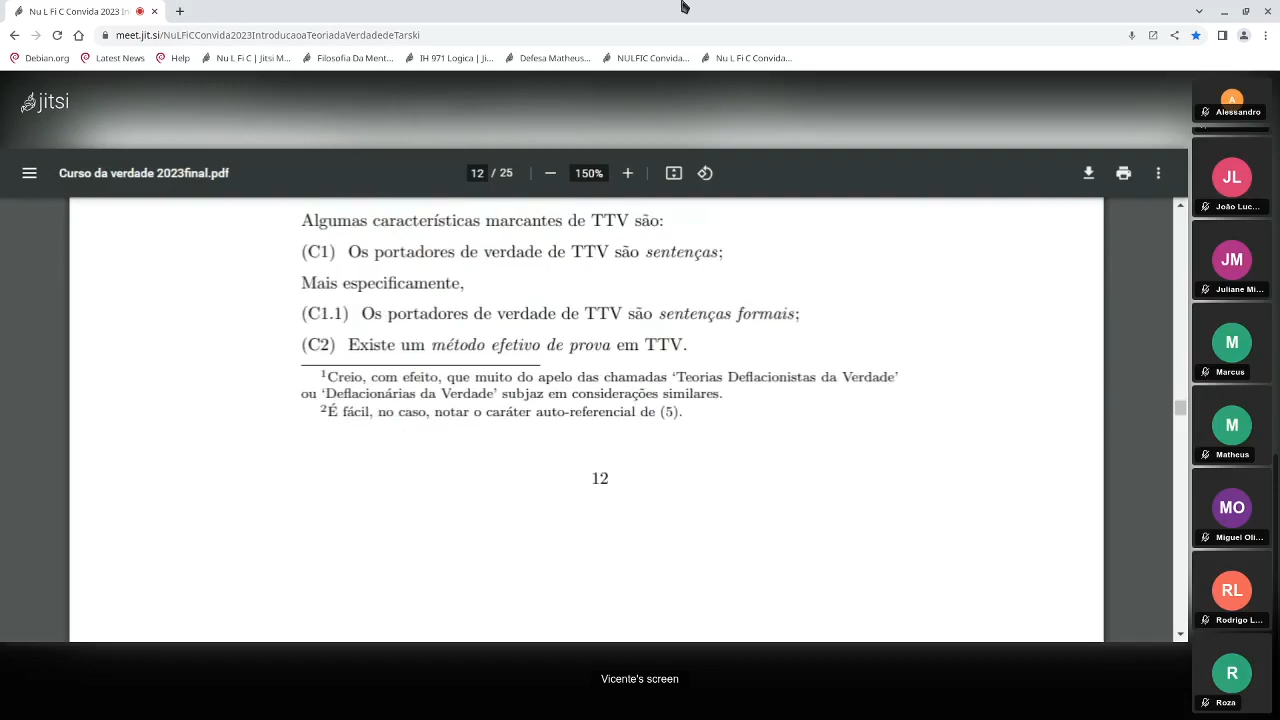 Nu L Fi C Convida 2023 In
meet.jit.si/NuLFiCConvida2023IntroducaoaTeoriadaVerdadedeTarski
Debian.org
Latest News
Help
Nu L Fi C | Jitsi M...
Filosofia Da Ment...
IH 971 Logica | Ji...
Defesa Matheus...
NULFIC Convida...
Nu L Fi C Convida...
jitsi
Curso da verdade 2023final.pdf
12 / 25
150%
Algumas características marcantes de TTV são:
(C1) Os portadores de verdade de TTV são sentenças;
Mais especificamente,
(C1.1) Os portadores de verdade de TTV são sentenças formais;
(C2) Existe um método efetivo de prova em TTV.
1Creio, com efeito, que muito do apelo das chamadas ‘Teorias Deflacionistas da Verdade’
ou ‘Deflacionárias da Verdade’ subjaz em considerações similares.
2É fácil, no caso, notar o caráter auto-referencial de (5).
12
Vicente's screen
A
Alessandro
JL
João Luc...
JM
Juliane Mi...
M
Marcus
M
Matheus
MO
Miguel Oli...
RL
Rodrigo L...
R
Roza